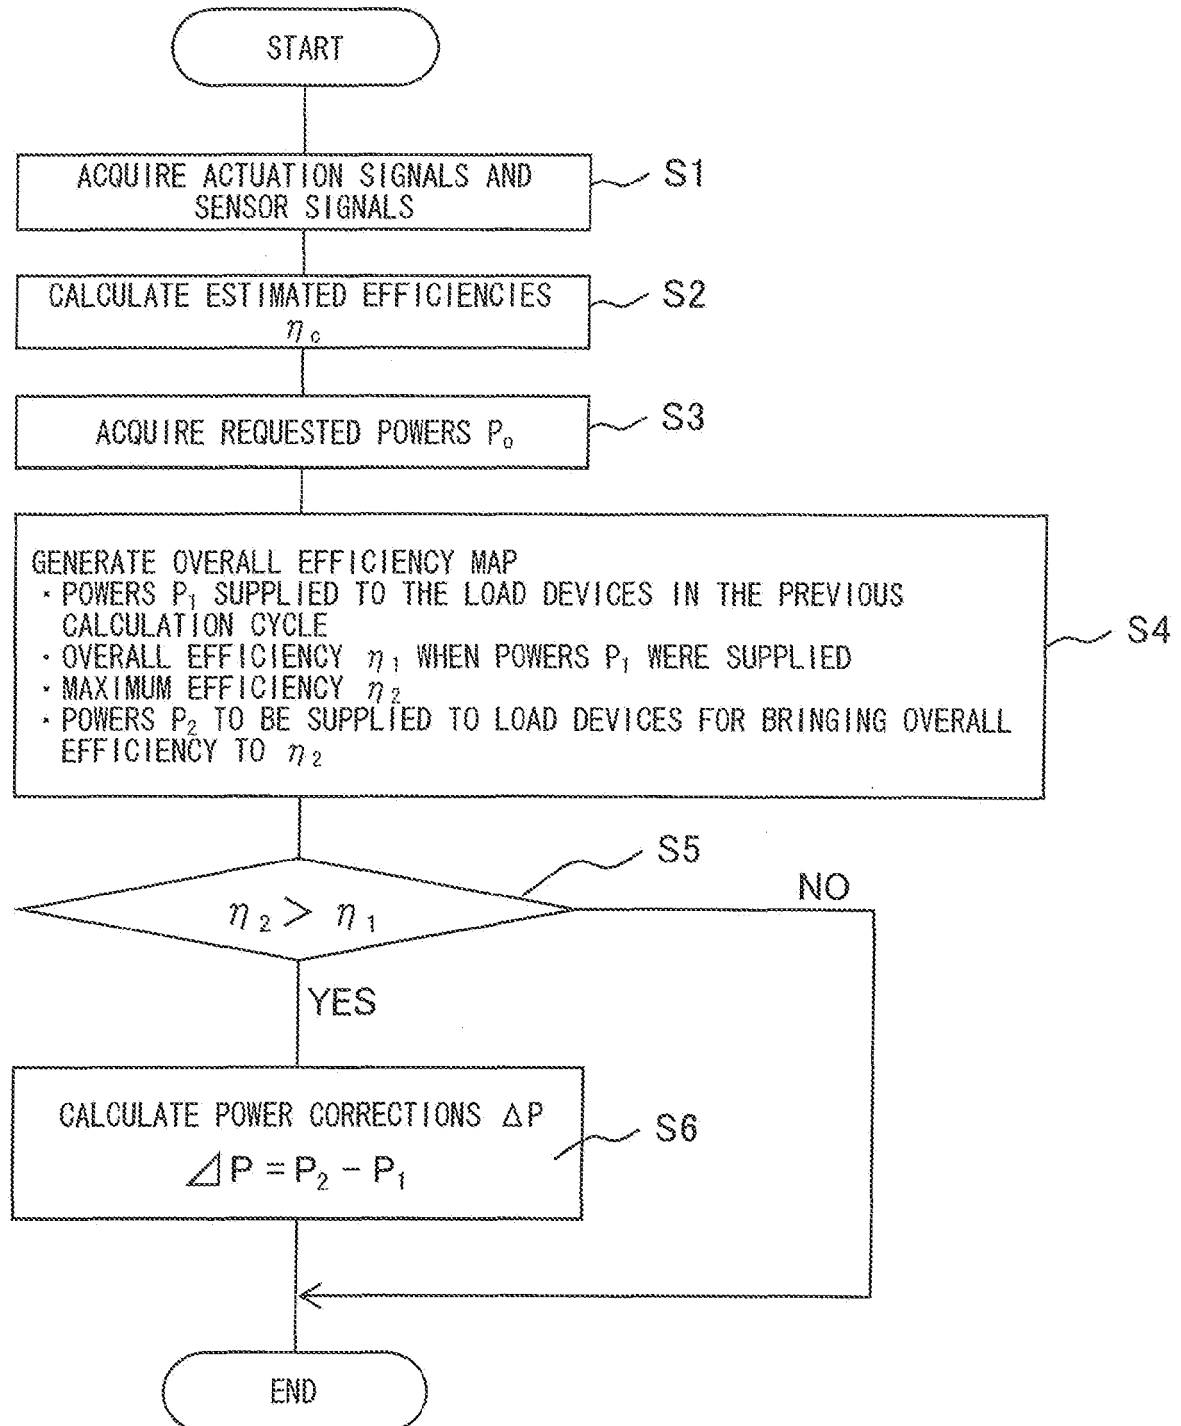 START
ACQUIRE ACTUATION SIGNALS AND
SENSOR SIGNALS
S1
CALCULATE ESTIMATED EFFICIENCIES
η₀
S2
ACQUIRE REQUESTED POWERS P₀
S3
GENERATE OVERALL EFFICIENCY MAP
・POWERS P₁ SUPPLIED TO THE LOAD DEVICES IN THE PREVIOUS
CALCULATION CYCLE
・OVERALL EFFICIENCY η₁ WHEN POWERS P₁ WERE SUPPLIED
・MAXIMUM EFFICIENCY η₂
・POWERS P₂ TO BE SUPPLIED TO LOAD DEVICES FOR BRINGING OVERALL
EFFICIENCY TO η₂
S4
S5
η₂ > η₁
NO
YES
CALCULATE POWER CORRECTIONS ΔP
⊿P = P₂ − P₁
S6
END